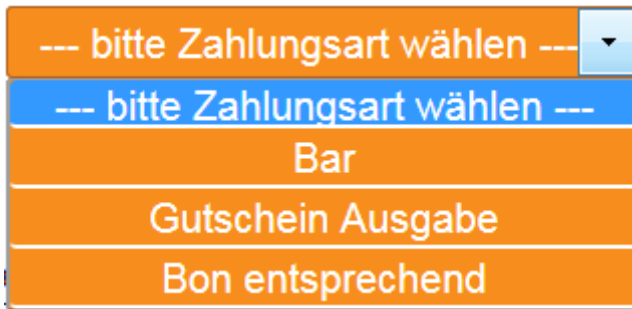 --- bitte Zahlungsart wählen ---
--- bitte Zahlungsart wählen ---
Bar
Gutschein Ausgabe
Bon entsprechend